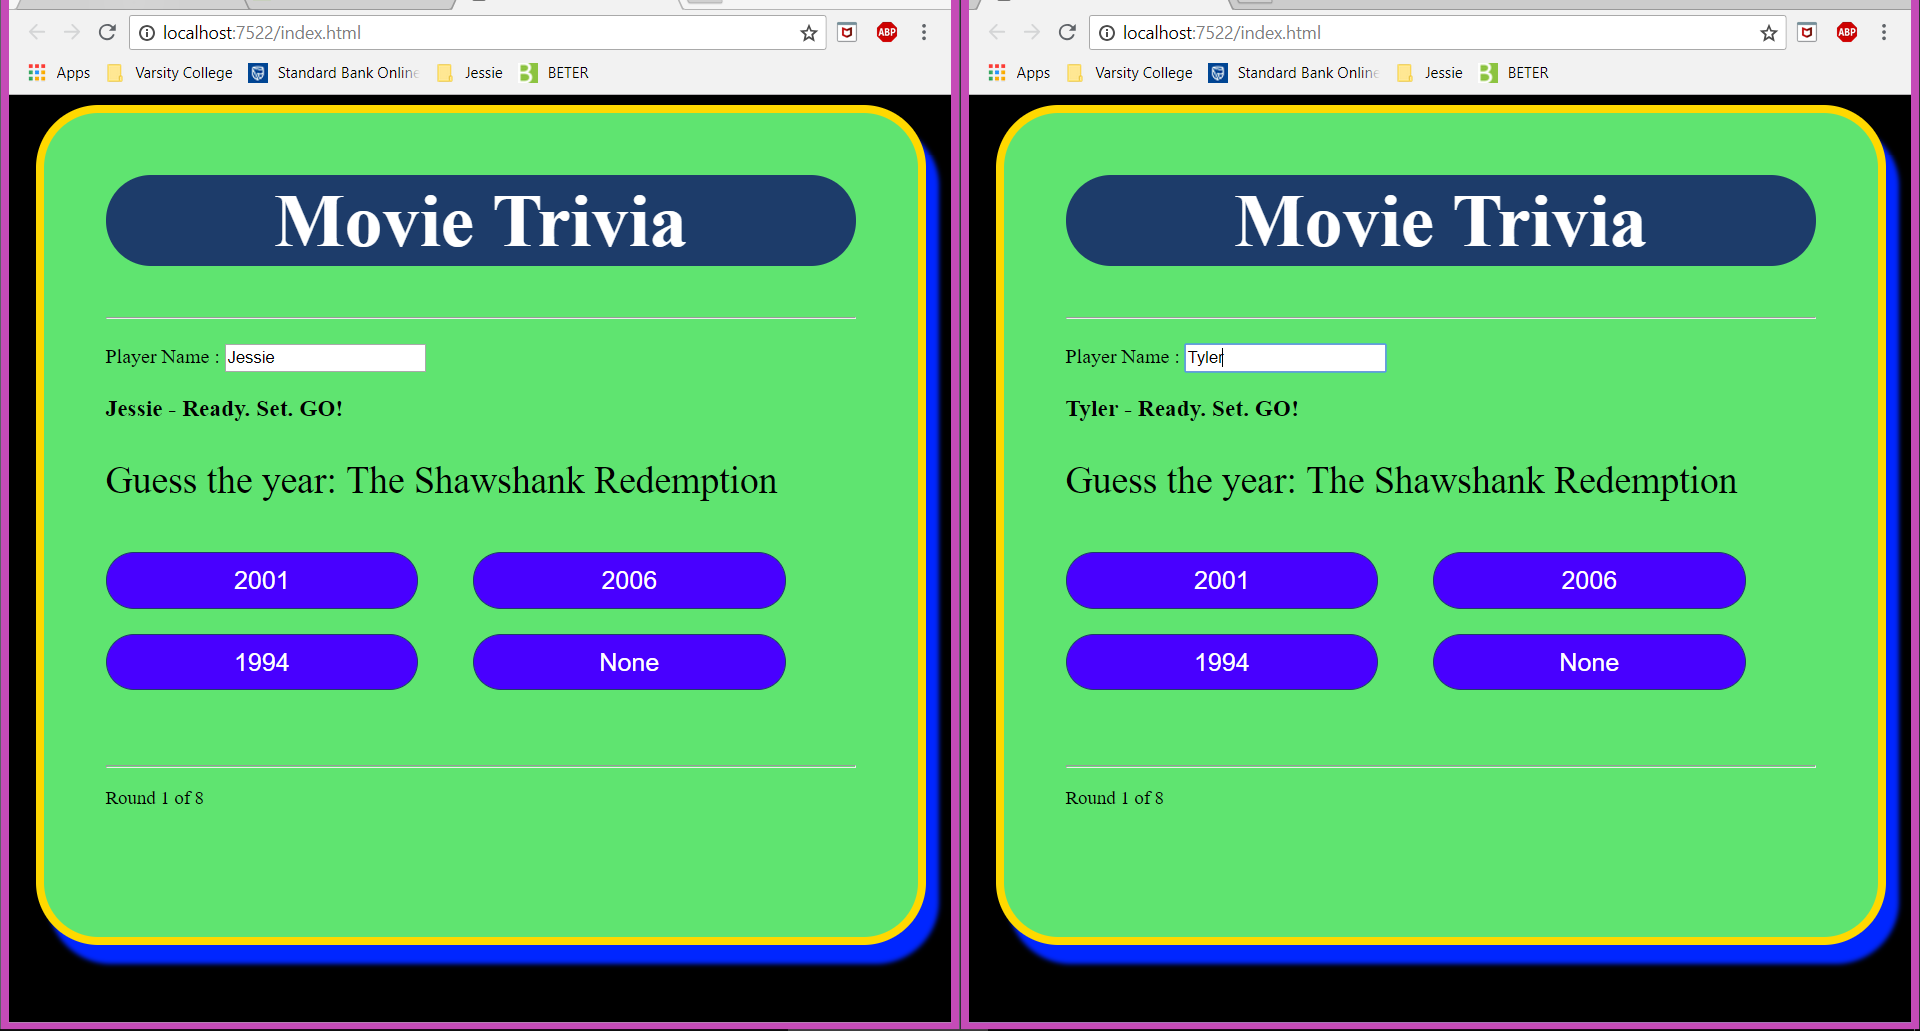 localhost:7522/index.html
ABP
Apps Varsity College Standard Bank Online Jessie BETER
Movie Trivia
Player Name : Jessie
Jessie - Ready. Set. GO!
Guess the year: The Shawshank Redemption
2001 2006
1994 None
Round 1 of 8
localhost:7522/index.html
ABP
Apps Varsity College Standard Bank Online Jessie BETER
Movie Trivia
Player Name : Tyler
Tyler - Ready. Set. GO!
Guess the year: The Shawshank Redemption
2001 2006
1994 None
Round 1 of 8